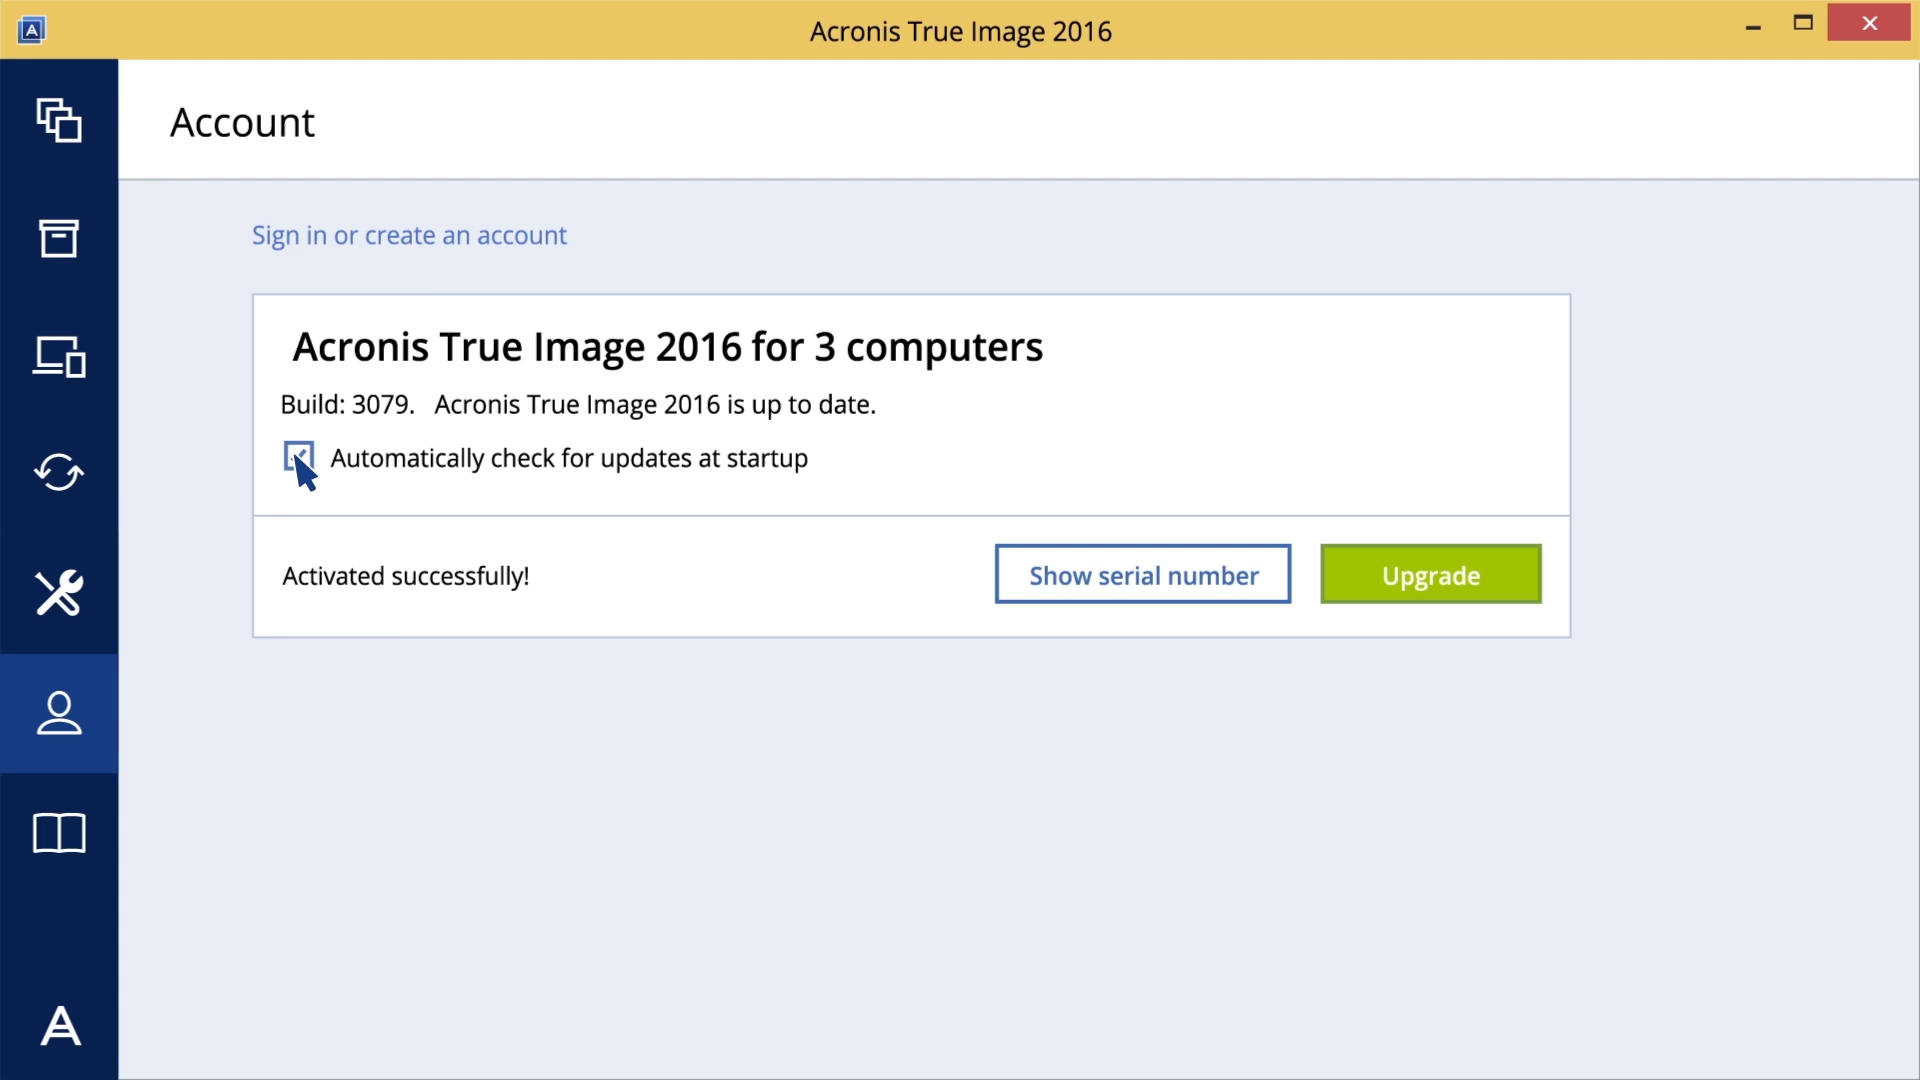 Acronis True Image 2016
Account
Sign in or create an account
Acronis True Image 2016 for 3 computers
Build: 3079. Acronis True Image 2016 is up to date.
Automatically check for updates at startup
Activated successfully!
Show serial number
Upgrade